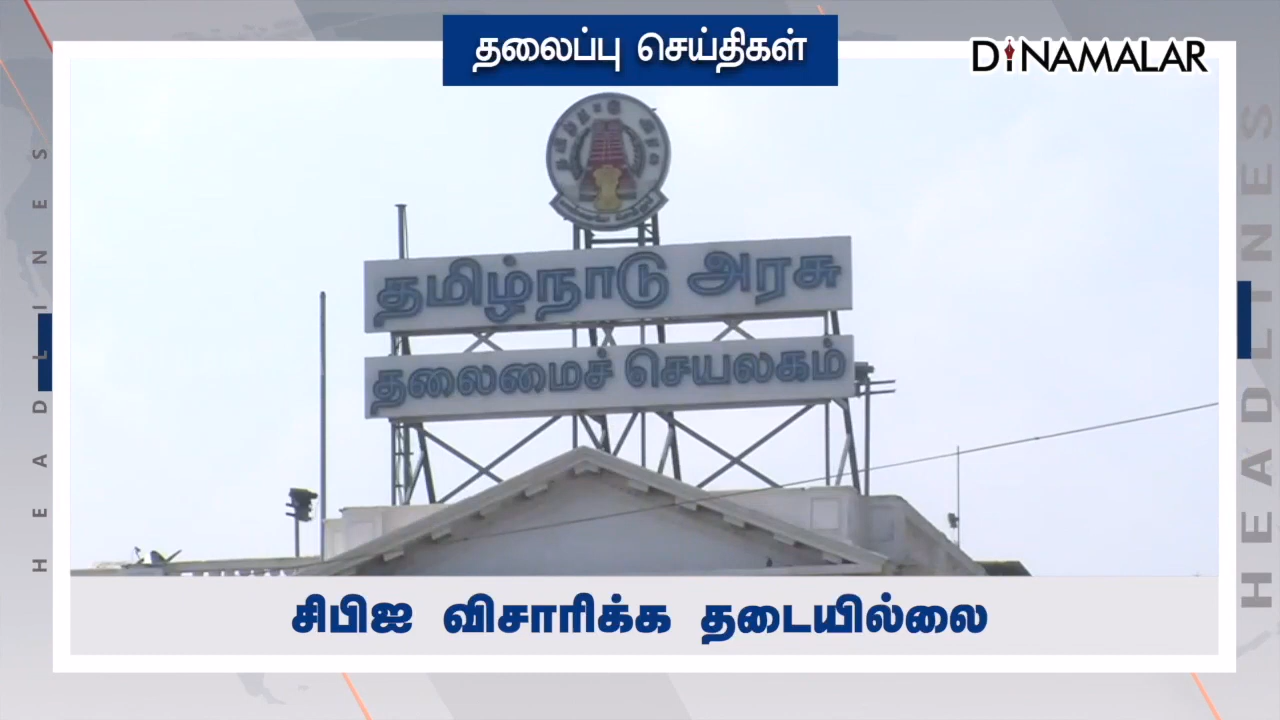 தலைப்பு செய்திகள்
DINAMALAR
தமிழ்நாடு அரசு
தலைமைச் செயலகம்
சிபிஐ விசாரிக்க தடையில்லை
HEADLINES
HEADLINES